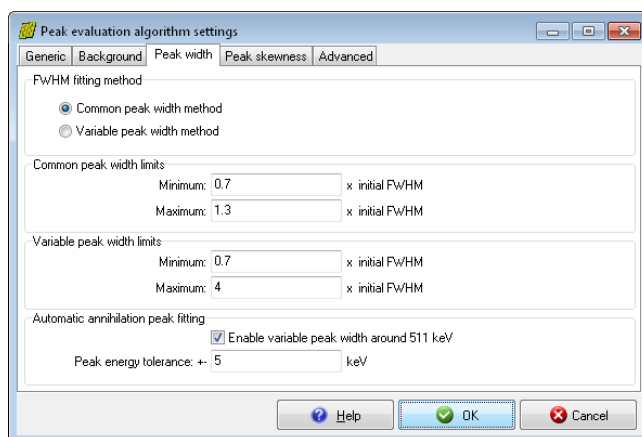 Peak evaluation algorithm settings
Generic Background Peak width Peak skewness Advanced
FWHM fitting method
Common peak width method
Variable peak width method
Common peak width limits
Minimum: 0.7 x initial FWHM
Maximum: 1.3 x initial FWHM
Variable peak width limits
Minimum: 0.7 x initial FWHM
Maximum: 4 x initial FWHM
Automatic annihilation peak fitting
Enable variable peak width around 511 keV
Peak energy tolerance: +- 5 keV
Help OK Cancel